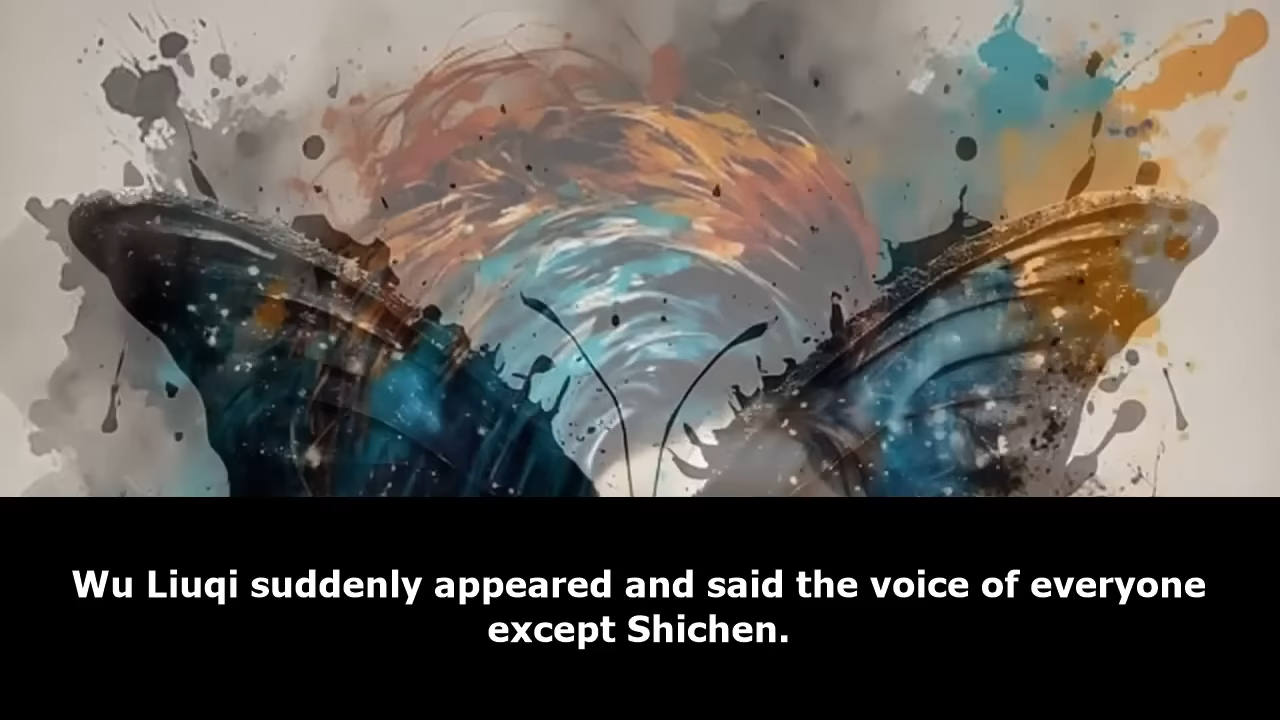 Wu Liuqi suddenly appeared and said the voice of everyone
except Shichen.